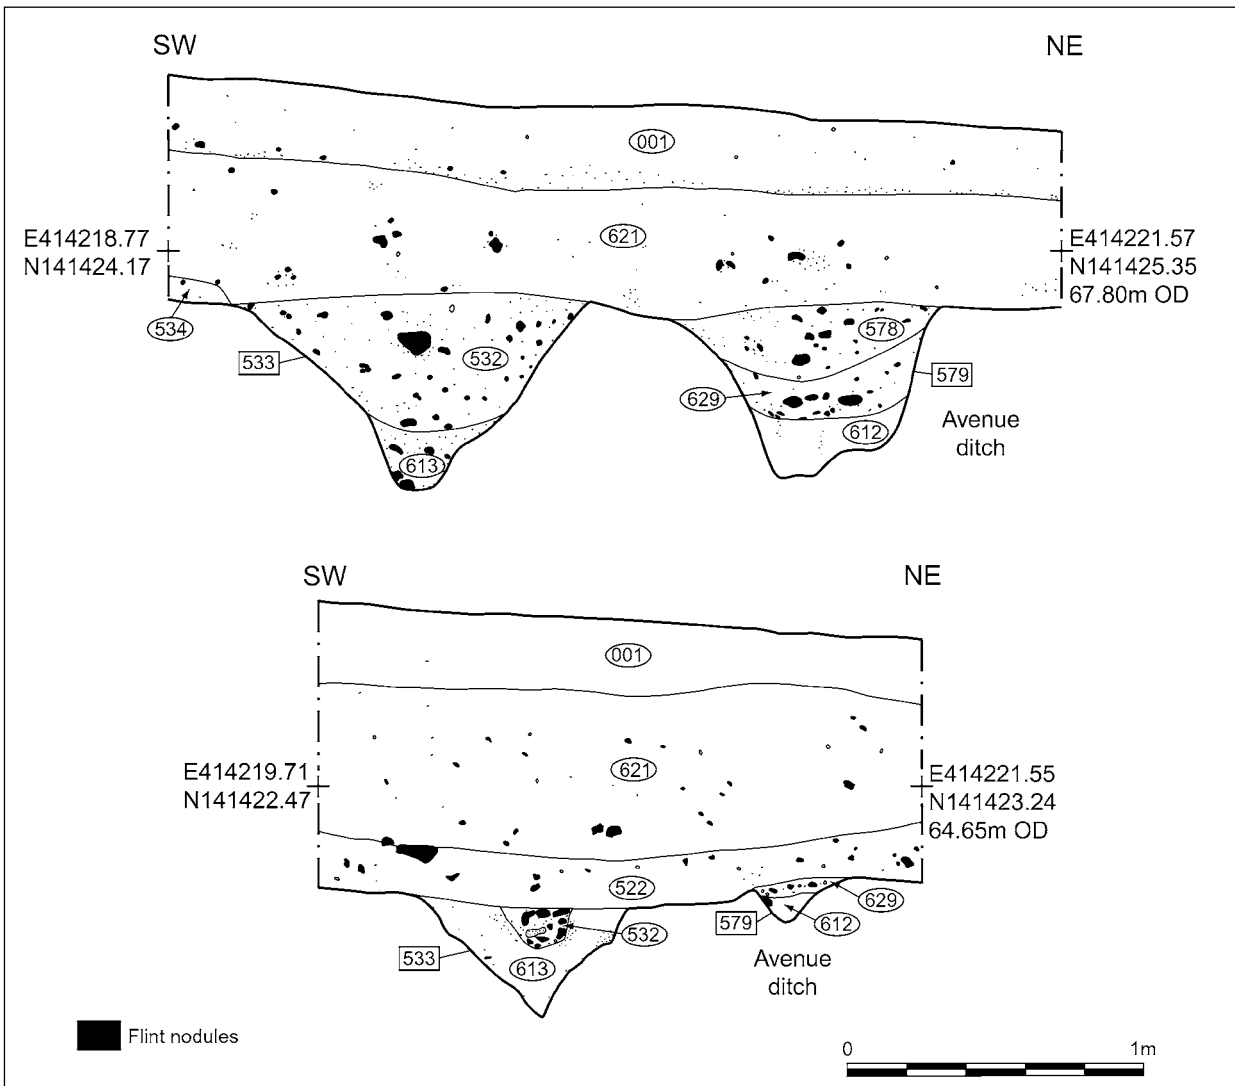 SW
NE
001
E414218.77
N141424.17
621
E414221.57
N141425.35
67.80m OD
534
533
532
578
579
629
612
Avenue
ditch
613
SW
NE
001
E414219.71
N141422.47
621
E414221.55
N141423.24
64.65m OD
522
629
579
612
532
533
613
Avenue
ditch
Flint nodules
0
1m